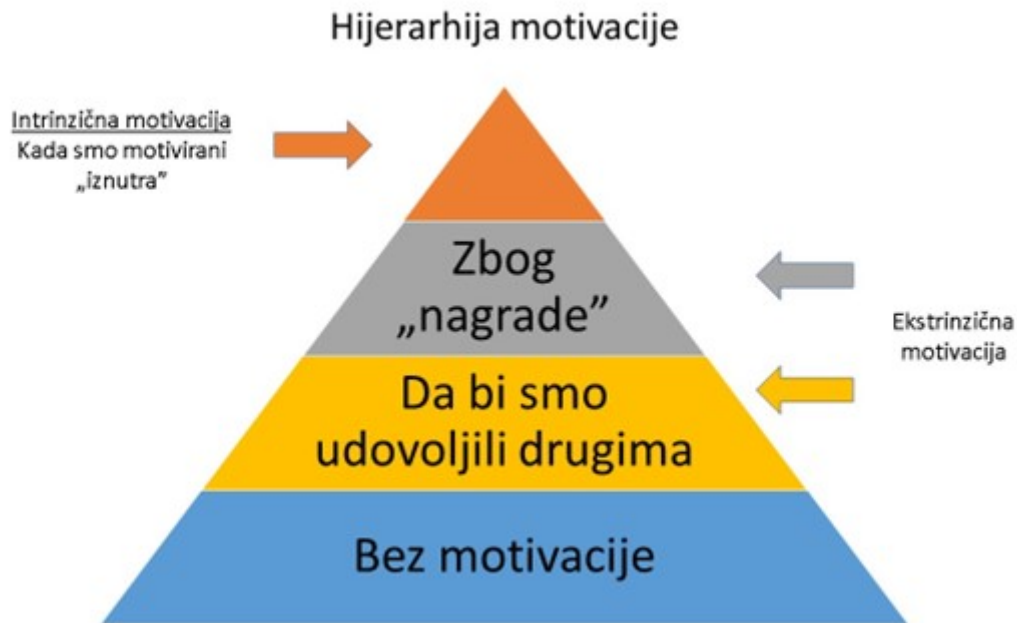 Hijerarhija motivacije
Intrinzična motivacija
Kada smo motivirani
„iznutra”
Zbog
„nagrade”
Ekstrinzična
motivacija
Da bi smo
udovoljili drugima
Bez motivacije